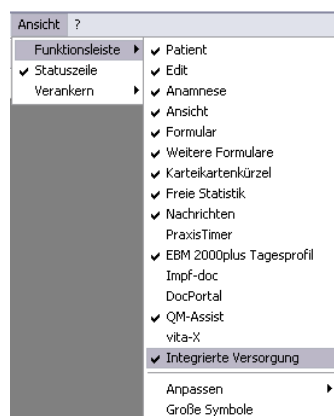 Ansicht ?
Funktionsleiste
Statuszeile
Verankern
Patient
Edit
Anamnese
Ansicht
Formular
Weitere Formulare
Karteikartenkürzel
Freie Statistik
Nachrichten
PraxisTimer
EBM 2000plus Tagesprofil
Impf-doc
DocPortal
QM-Assist
vita-X
Integrierte Versorgung
Anpassen
Große Symbole